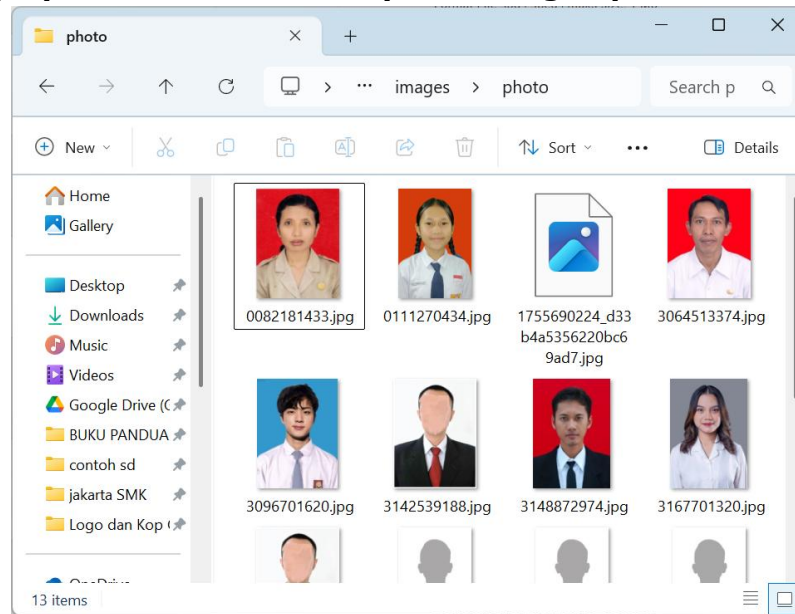 photo
images
photo
Search p
New
Sort
Details
Home
Gallery
Desktop
Downloads
Music
Videos
Google Drive (C
BUKU PANDUA
contoh sd
jakarta SMK
Logo dan Kop
0082181433.jpg
0111270434.jpg
1755690224_d33
b4a5356220bc6
9ad7.jpg
3064513374.jpg
3096701620.jpg
3142539188.jpg
3148872974.jpg
3167701320.jpg
13 items